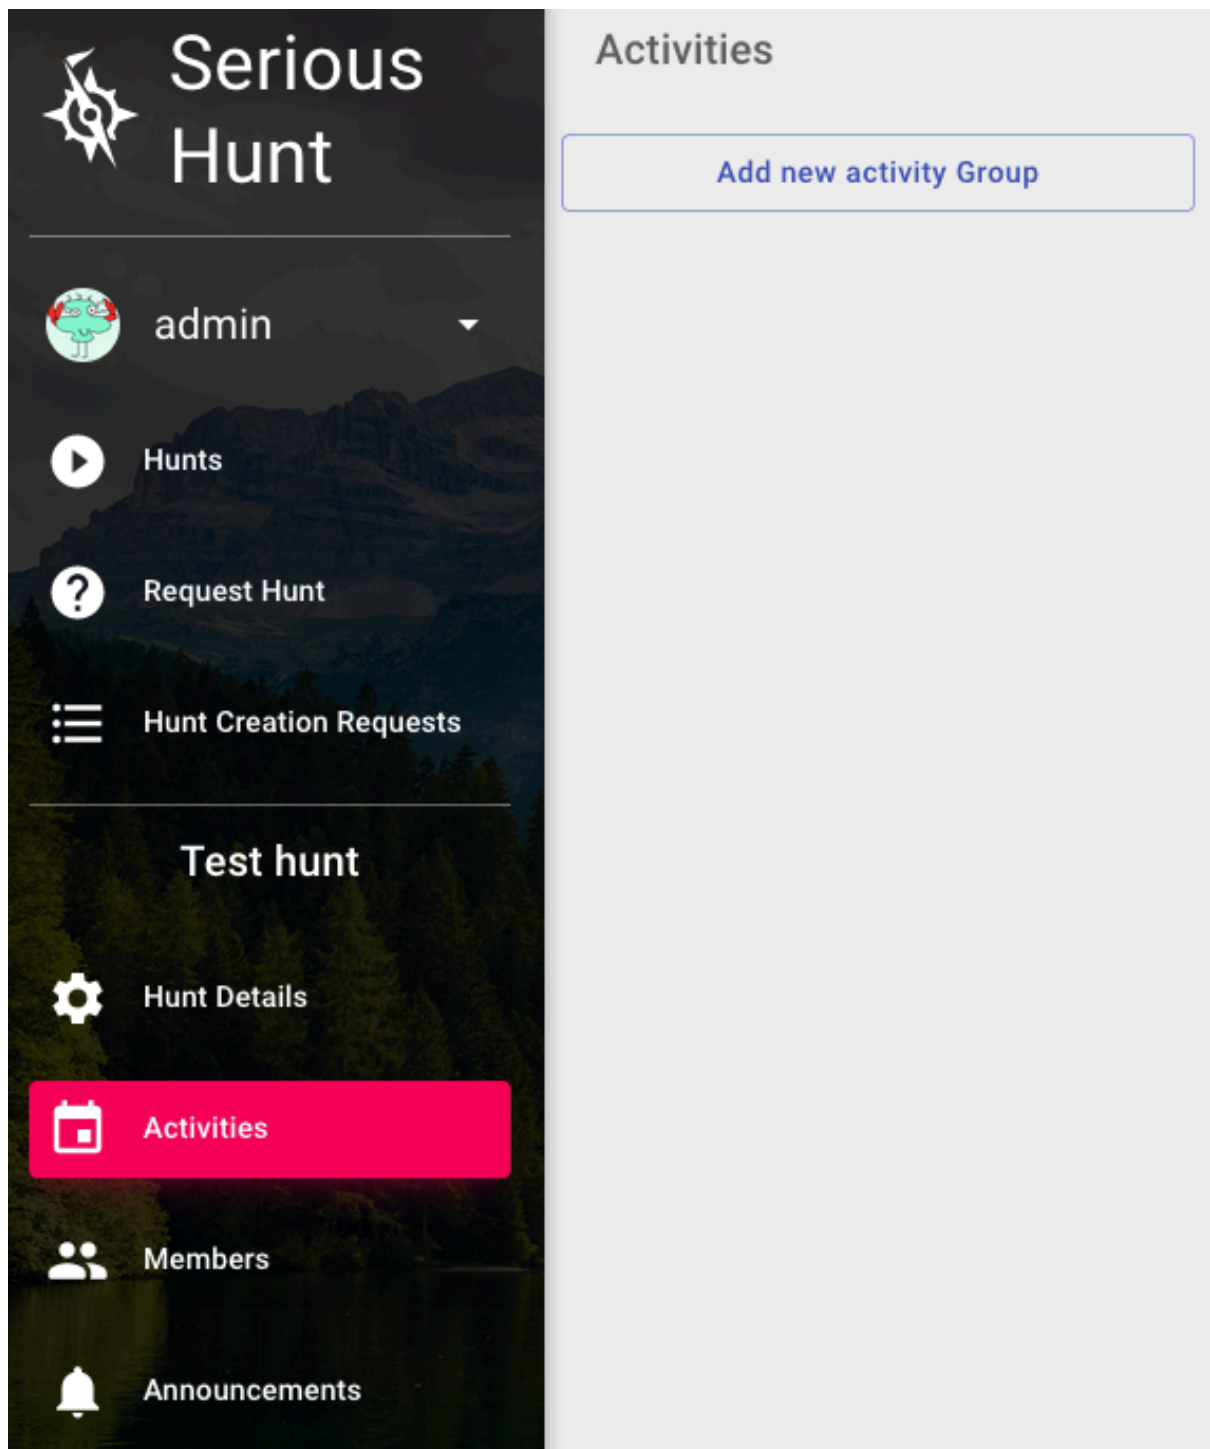 Serious
Hunt
admin
Hunts
Request Hunt
Hunt Creation Requests
Test hunt
Hunt Details
Activities
Members
Announcements
Activities
Add new activity Group